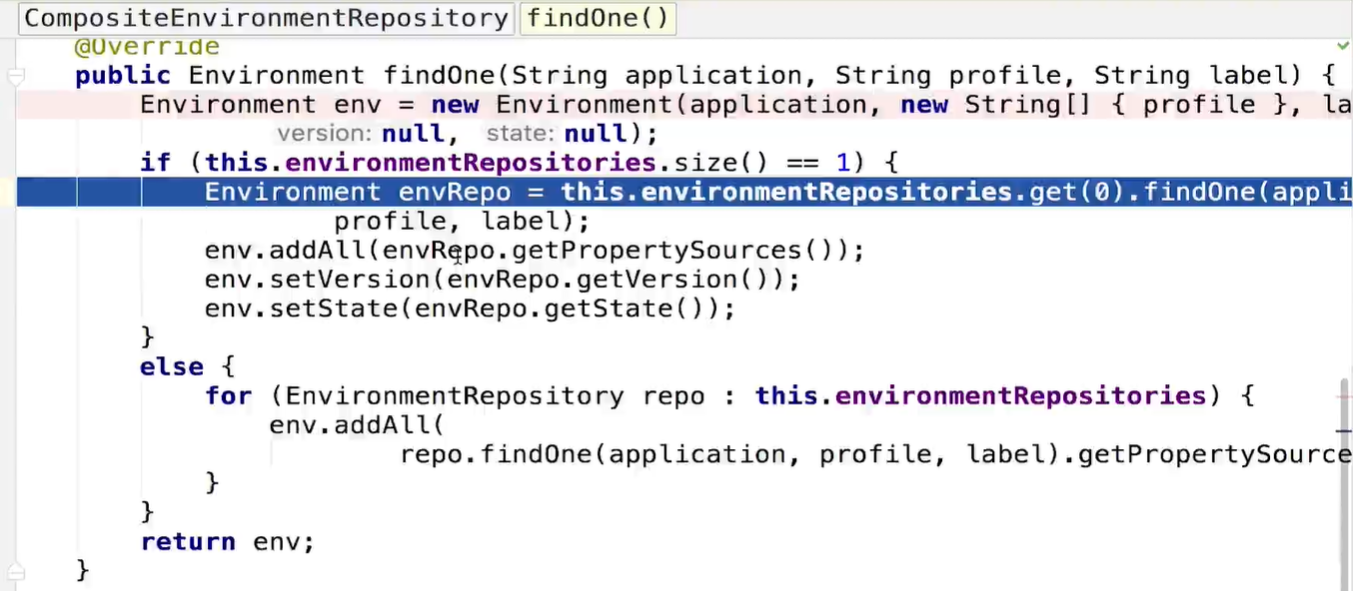 CompositeEnvironmentRepository findOne()
@Override
public Environment findOne(String application, String profile, String label) {
Environment env = new Environment(application, new String[] { profile }, la
version: null, state: null);
if (this.environmentRepositories.size() == 1) {
Environment envRepo = this.environmentRepositories.get(0).findOne(appli
profile, label);
env.addAll(envRepo.getPropertySources());
env.setVersion(envRepo.getVersion());
env.setState(envRepo.getState());
}
else {
for (EnvironmentRepository repo : this.environmentRepositories) {
env.addAll(
repo.findOne(application, profile, label).getPropertySource
}
}
return env;
}